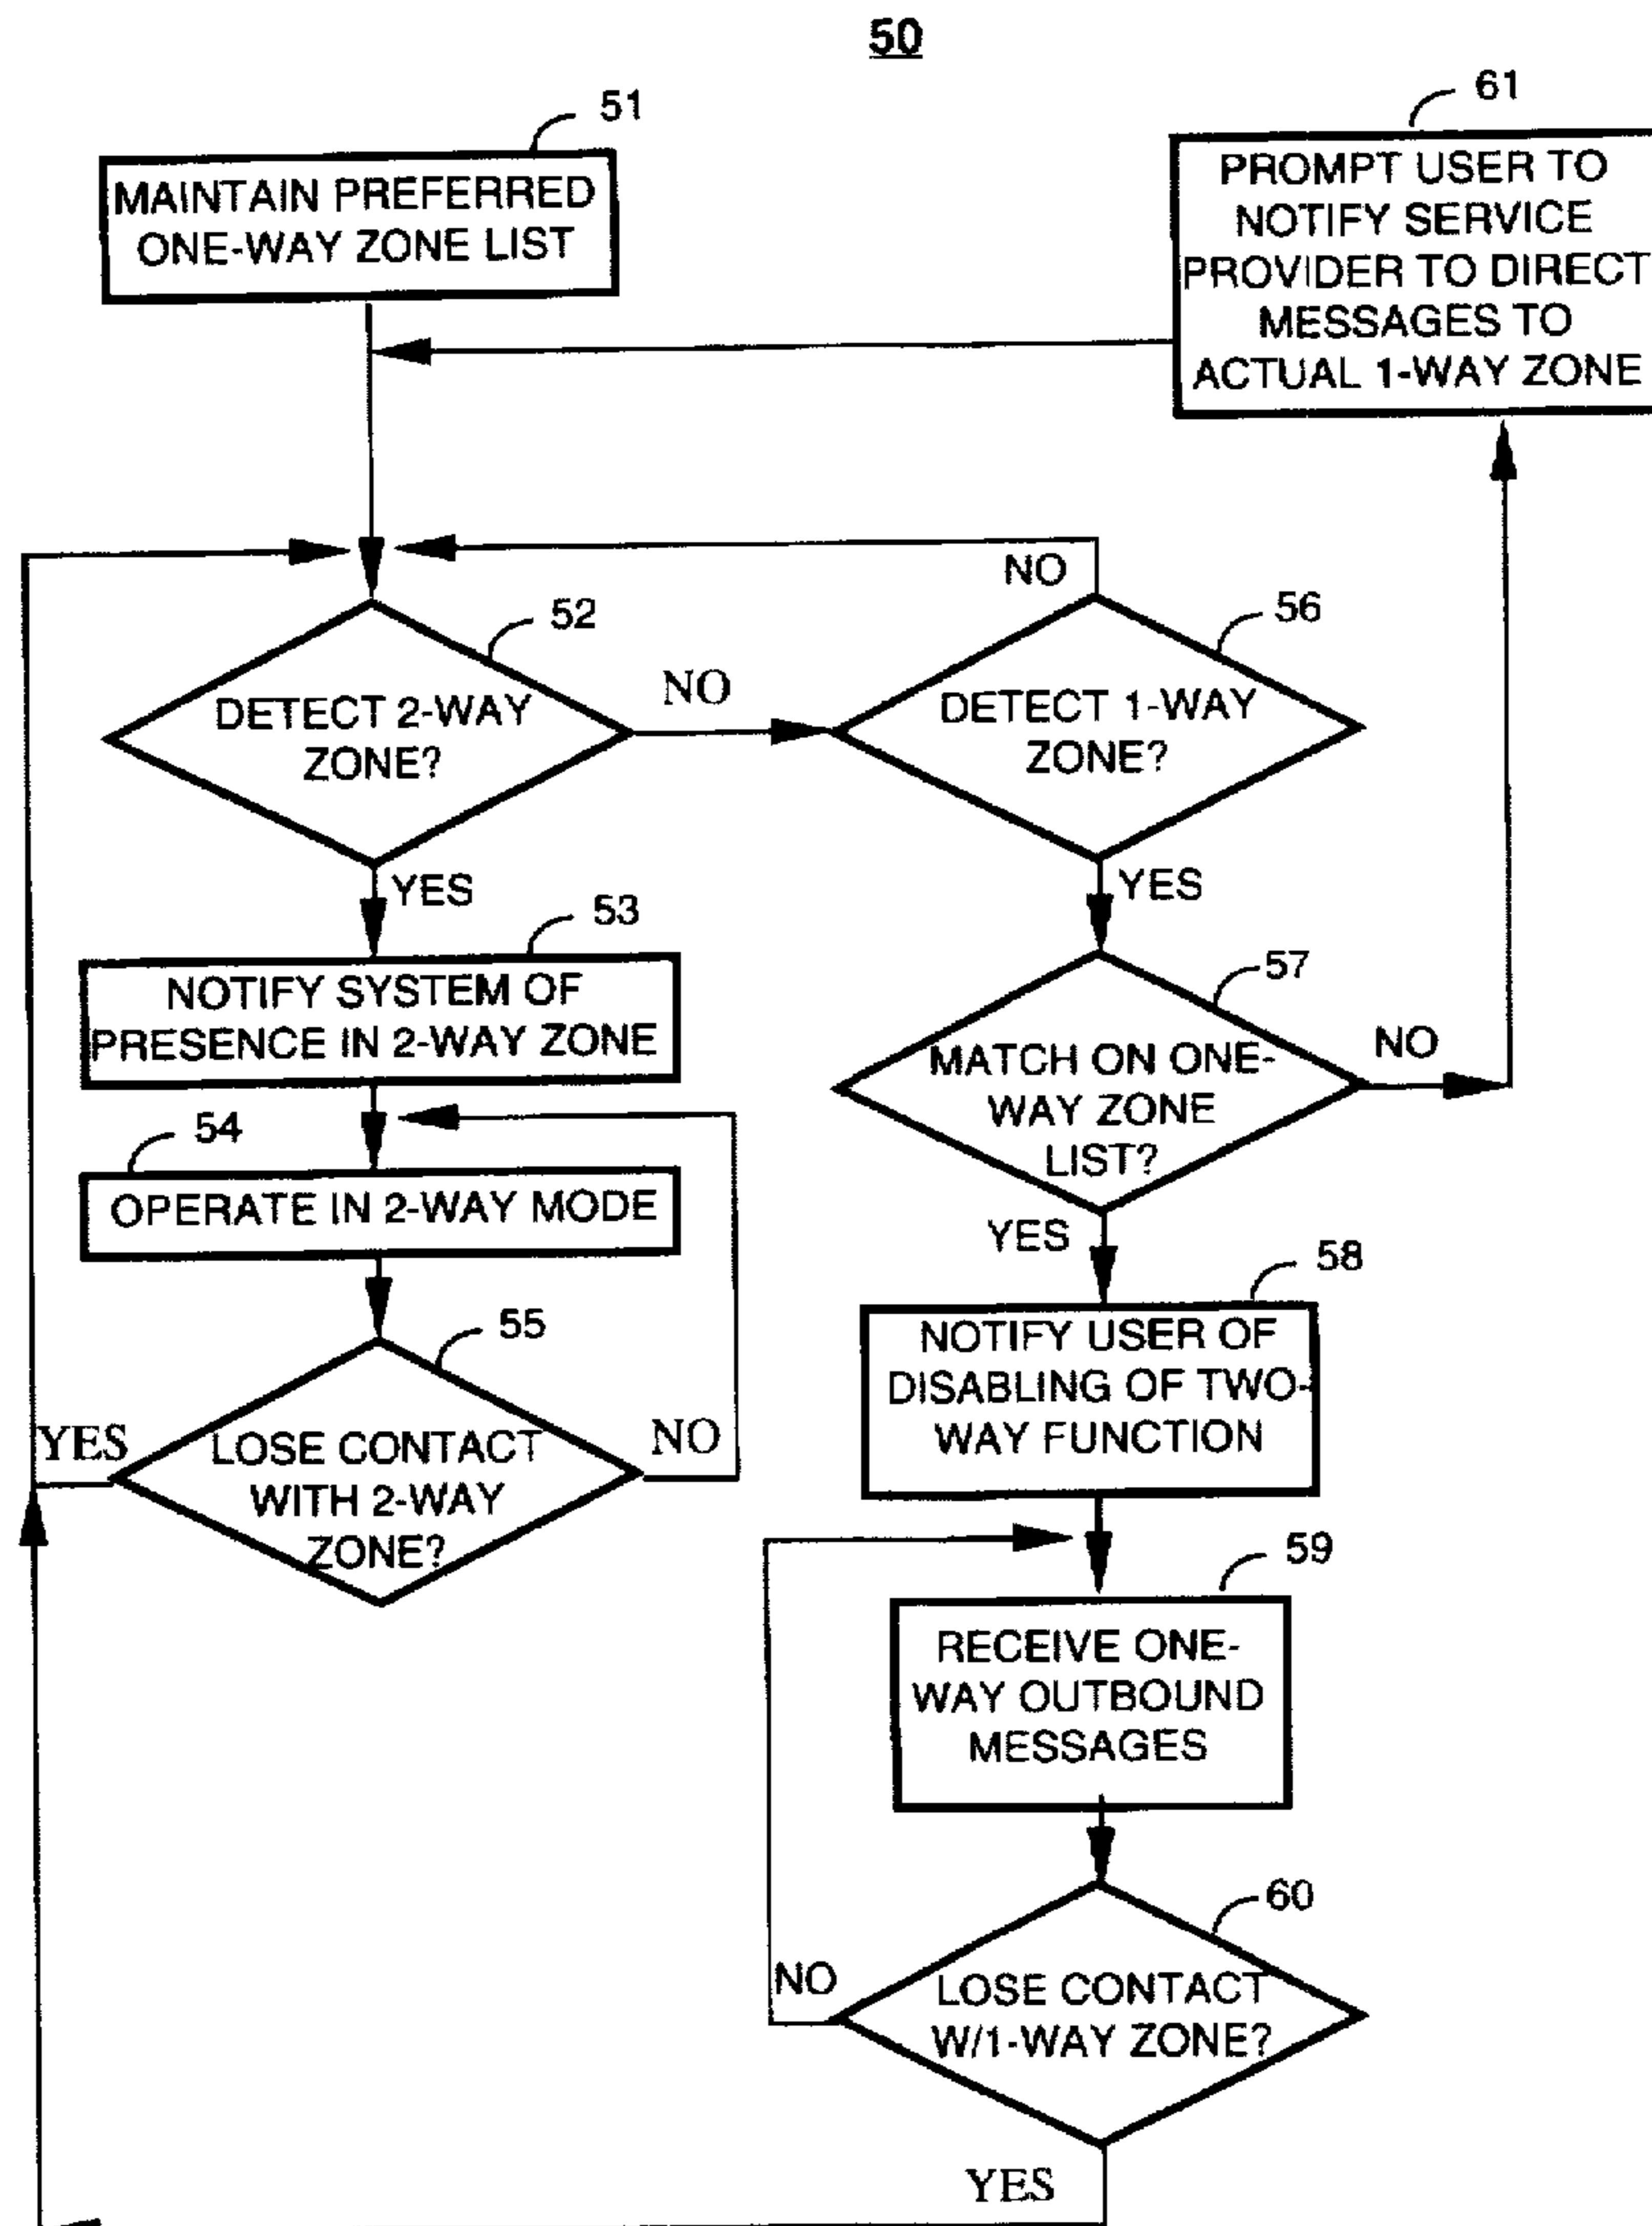 50
51
MAINTAIN PREFERRED
ONE-WAY ZONE LIST
61
PROMPT USER TO
NOTIFY SERVICE
PROVIDER TO DIRECT
MESSAGES TO
ACTUAL 1-WAY ZONE
52
DETECT 2-WAY
ZONE?
NO
NO
56
DETECT 1-WAY
ZONE?
YES
53
NOTIFY SYSTEM OF
PRESENCE IN 2-WAY ZONE
YES
57
MATCH ON ONE-
WAY ZONE
LIST?
NO
54
OPERATE IN 2-WAY MODE
YES
58
NOTIFY USER OF
DISABLING OF TWO-
WAY FUNCTION
55
LOSE CONTACT
WITH 2-WAY
ZONE?
YES
NO
59
RECEIVE ONE-
WAY OUTBOUND
MESSAGES
60
LOSE CONTACT
W/1-WAY ZONE?
NO
YES